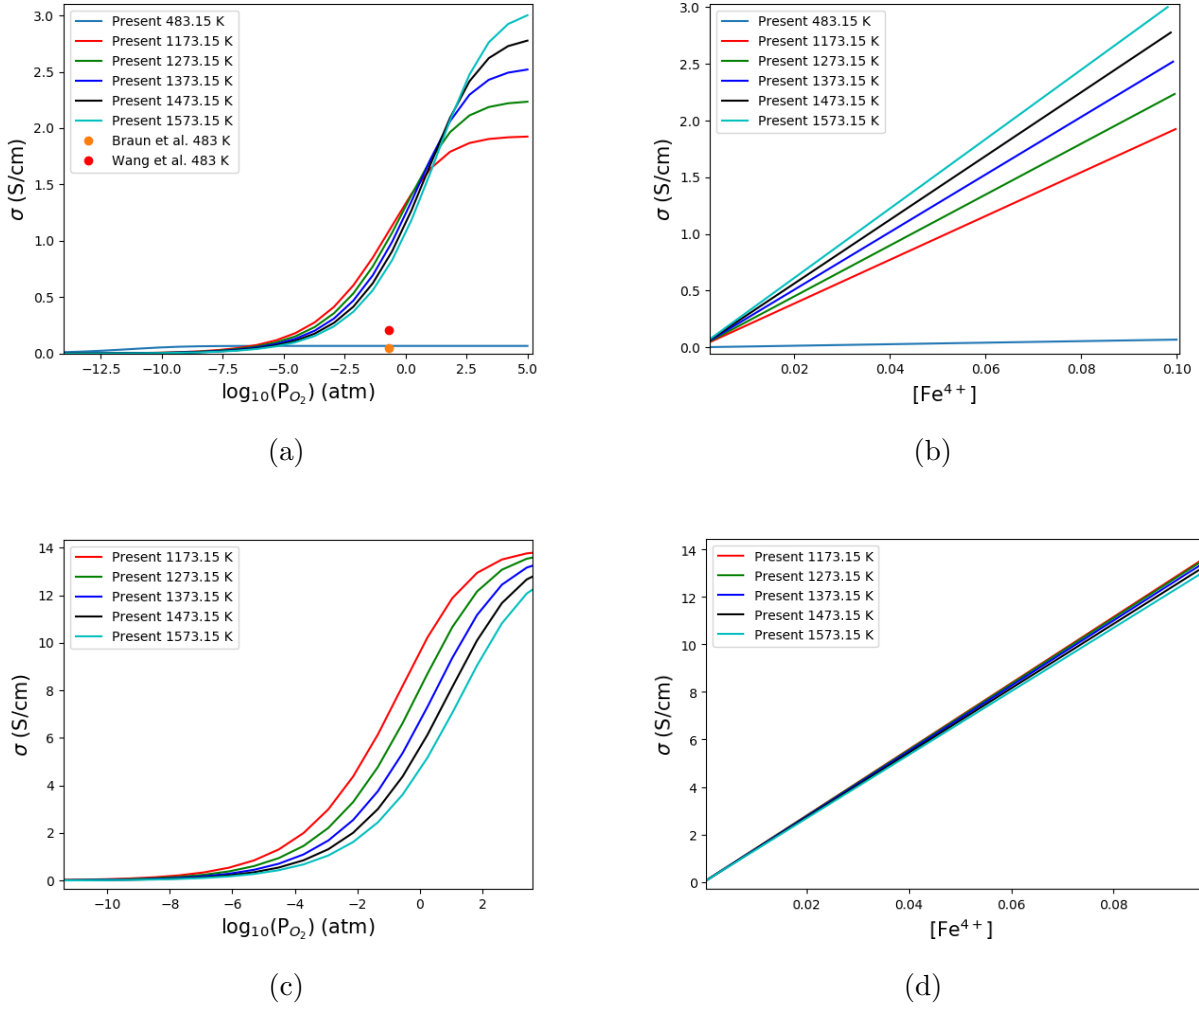 Present 483.15 K
Present 1173.15 K
Present 1273.15 K
Present 1373.15 K
Present 1473.15 K
Present 1573.15 K
Braun et al. 483 K
Wang et al. 483 K
3.0
2.5
2.0
1.5
1.0
0.5
0.0
σ (S/cm)
−12.5 −10.0 −7.5 −5.0 −2.5 0.0 2.5 5.0
log₁₀(P_{O₂}) (atm)
(a)
Present 483.15 K
Present 1173.15 K
Present 1273.15 K
Present 1373.15 K
Present 1473.15 K
Present 1573.15 K
3.0
2.5
2.0
1.5
1.0
0.5
0.0
σ (S/cm)
0.02 0.04 0.06 0.08 0.10
[Fe⁴⁺]
(b)
Present 1173.15 K
Present 1273.15 K
Present 1373.15 K
Present 1473.15 K
Present 1573.15 K
14
12
10
8
6
4
2
0
σ (S/cm)
−10 −8 −6 −4 −2 0 2
log₁₀(P_{O₂}) (atm)
(c)
Present 1173.15 K
Present 1273.15 K
Present 1373.15 K
Present 1473.15 K
Present 1573.15 K
14
12
10
8
6
4
2
0
σ (S/cm)
0.02 0.04 0.06 0.08
[Fe⁴⁺]
(d)